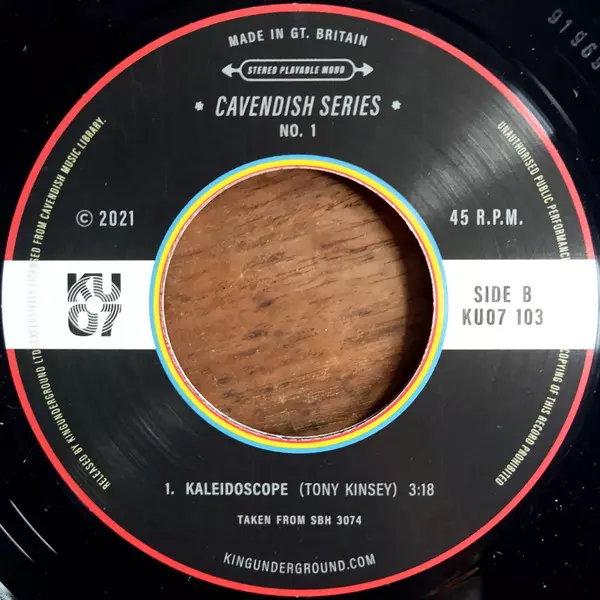 MADE IN GT. BRITAIN
STEREO PLAYABLE MONO
* CAVENDISH SERIES *
NO. 1
© 2021
45 R.P.M.
KU
07
SIDE B
KU07 103
1. KALEIDOSCOPE (TONY KINSEY) 3:18
TAKEN FROM SBH 3074
KINGUNDERGROUND.COM
RELEASED BY KINGUNDERGROUND LTD. EXCLUSIVELY LICENSED FROM CAVENDISH MUSIC LIBRARY.
UNAUTHORISED PUBLIC PERFORMANCE
COPYING OF THIS RECORD PROHIBITED